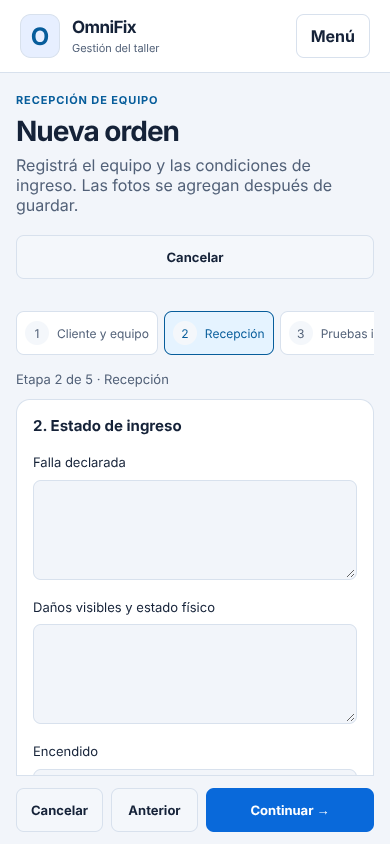 O
OmniFix
Gestión del taller
Menú
RECEPCIÓN DE EQUIPO
Nueva orden
Registrá el equipo y las condiciones de
ingreso. Las fotos se agregan después de
guardar.
Cancelar
1 Cliente y equipo
2 Recepción
3 Pruebas i
Etapa 2 de 5 · Recepción
2. Estado de ingreso
Falla declarada
Daños visibles y estado físico
Encendido
Cancelar
Anterior
Continuar →